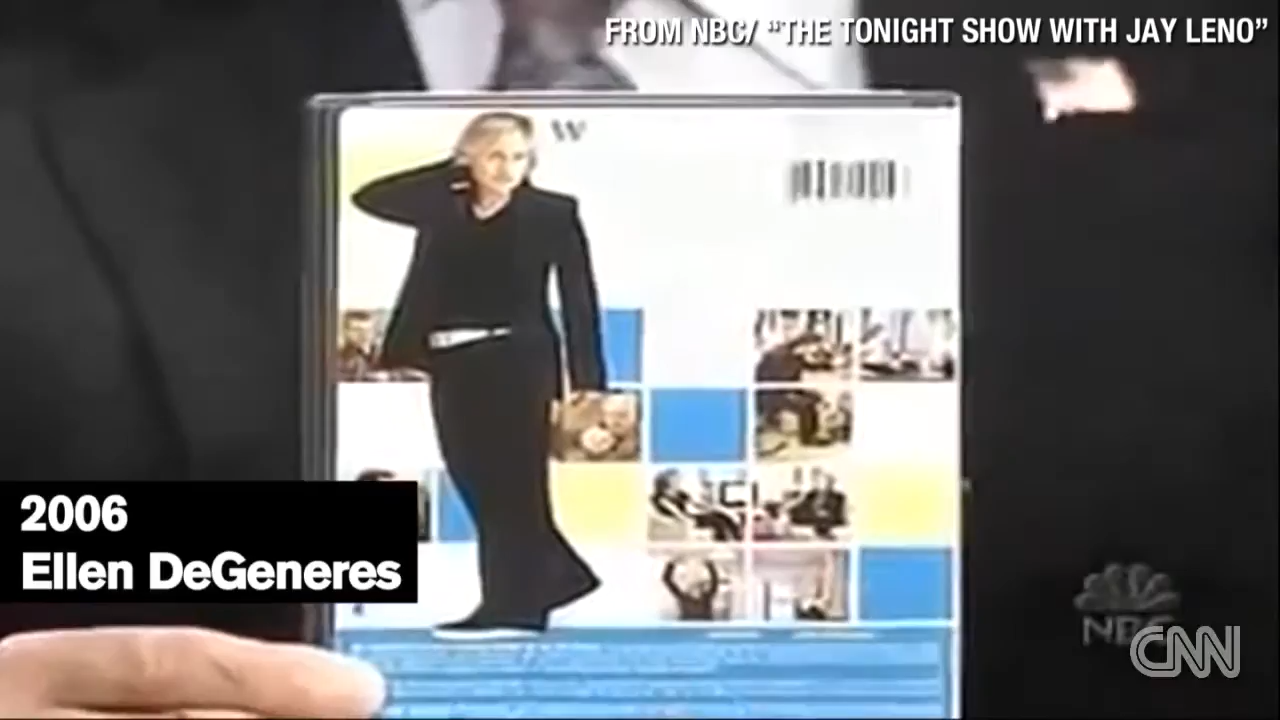 FROM NBC/ “THE TONIGHT SHOW WITH JAY LENO”
W
2006
Ellen DeGeneres
NBC
CNN